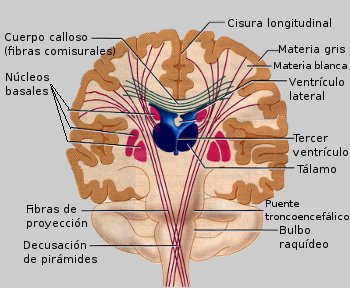 Cisura longitudinal
Cuerpo calloso
(fibras comisurales)
Materia gris
Materia blanca
Núcleos
basales
Ventrículo
lateral
Tercer
ventrículo
Tálamo
Fibras de
proyección
Puente
troncoencefálico
Bulbo
raquídeo
Decusación
de pirámides